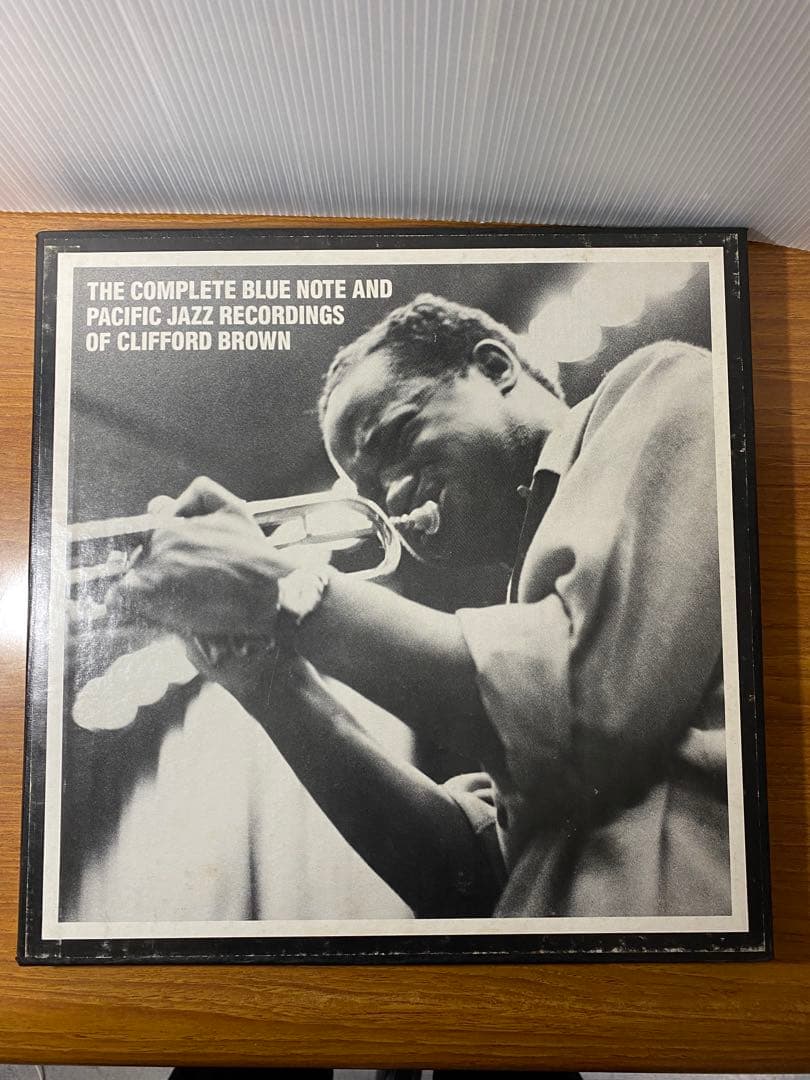 THE COMPLETE BLUE NOTE AND
PACIFIC JAZZ RECORDINGS
OF CLIFFORD BROWN